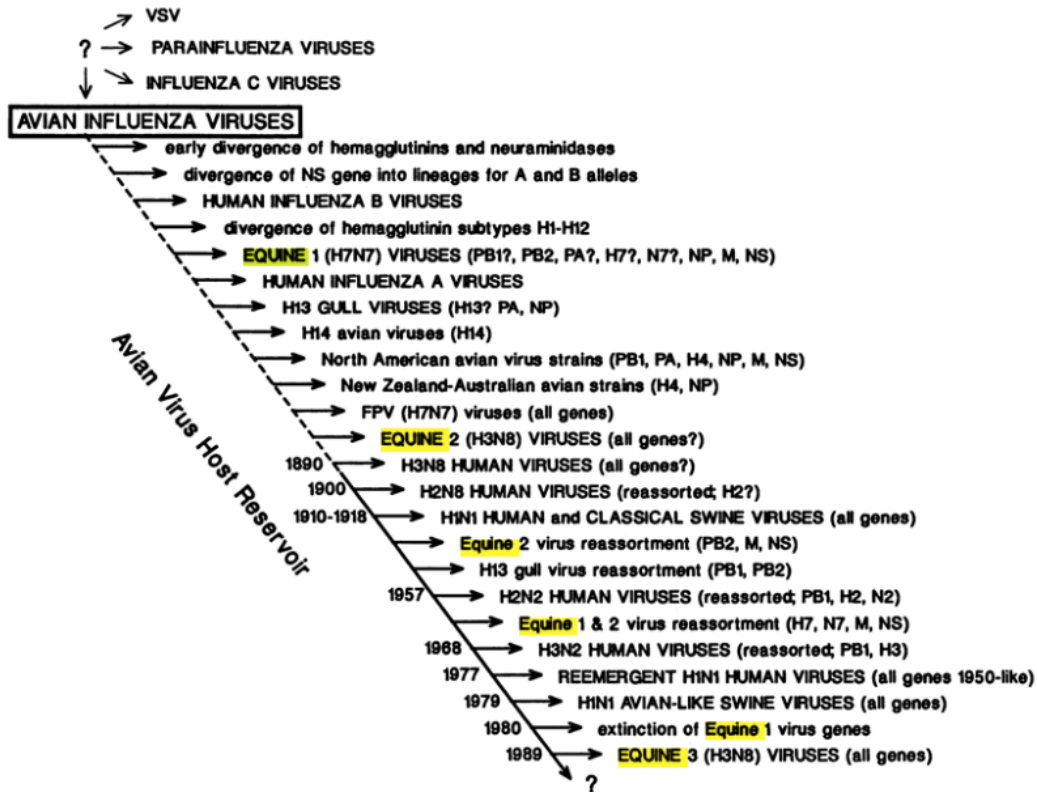 VSV
? → PARAINFLUENZA VIRUSES
INFLUENZA C VIRUSES
AVIAN INFLUENZA VIRUSES
early divergence of hemagglutinins and neuraminidases
divergence of NS gene into lineages for A and B alleles
HUMAN INFLUENZA B VIRUSES
divergence of hemagglutinin subtypes H1-H12
EQUINE 1 (H7N7) VIRUSES (PB1?, PB2, PA?, H7?, N7?, NP, M, NS)
HUMAN INFLUENZA A VIRUSES
H13 GULL VIRUSES (H13? PA, NP)
H14 avian viruses (H14)
North American avian virus strains (PB1, PA, H4, NP, M, NS)
New Zealand-Australian avian strains (H4, NP)
FPV (H7N7) viruses (all genes)
EQUINE 2 (H3N8) VIRUSES (all genes?)
1890 H3N8 HUMAN VIRUSES (all genes?)
1900 H2N8 HUMAN VIRUSES (reassorted; H2?)
1910-1918 H1N1 HUMAN and CLASSICAL SWINE VIRUSES (all genes)
Equine 2 virus reassortment (PB2, M, NS)
H13 gull virus reassortment (PB1, PB2)
1957 H2N2 HUMAN VIRUSES (reassorted; PB1, H2, N2)
Equine 1 & 2 virus reassortment (H7, N7, M, NS)
1968 H3N2 HUMAN VIRUSES (reassorted; PB1, H3)
1977 REEMERGENT H1N1 HUMAN VIRUSES (all genes 1950-like)
1979 H1N1 AVIAN-LIKE SWINE VIRUSES (all genes)
1980 extinction of Equine 1 virus genes
1989 EQUINE 3 (H3N8) VIRUSES (all genes)
?
Avian Virus Host Reservoir